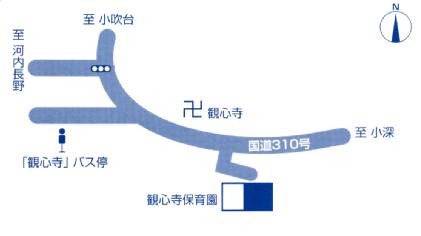 至 小吹台
N
至 河内長野
卍 観心寺
国道310号
至 小深
「観心寺」バス停
観心寺保育園